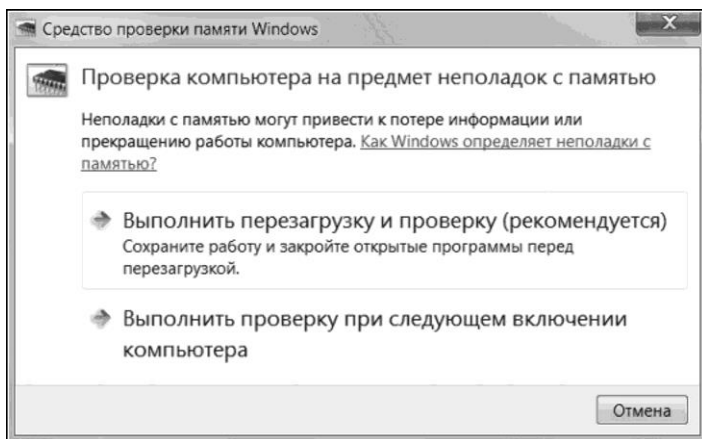 Средство проверки памяти Windows
Проверка компьютера на предмет неполадок с памятью
Неполадки с памятью могут привести к потере информации или
прекращению работы компьютера. Как Windows определяет неполадки с
памятью?
Выполнить перезагрузку и проверку (рекомендуется)
Сохраните работу и закройте открытые программы перед
перезагрузкой.
Выполнить проверку при следующем включении
компьютера
Отмена